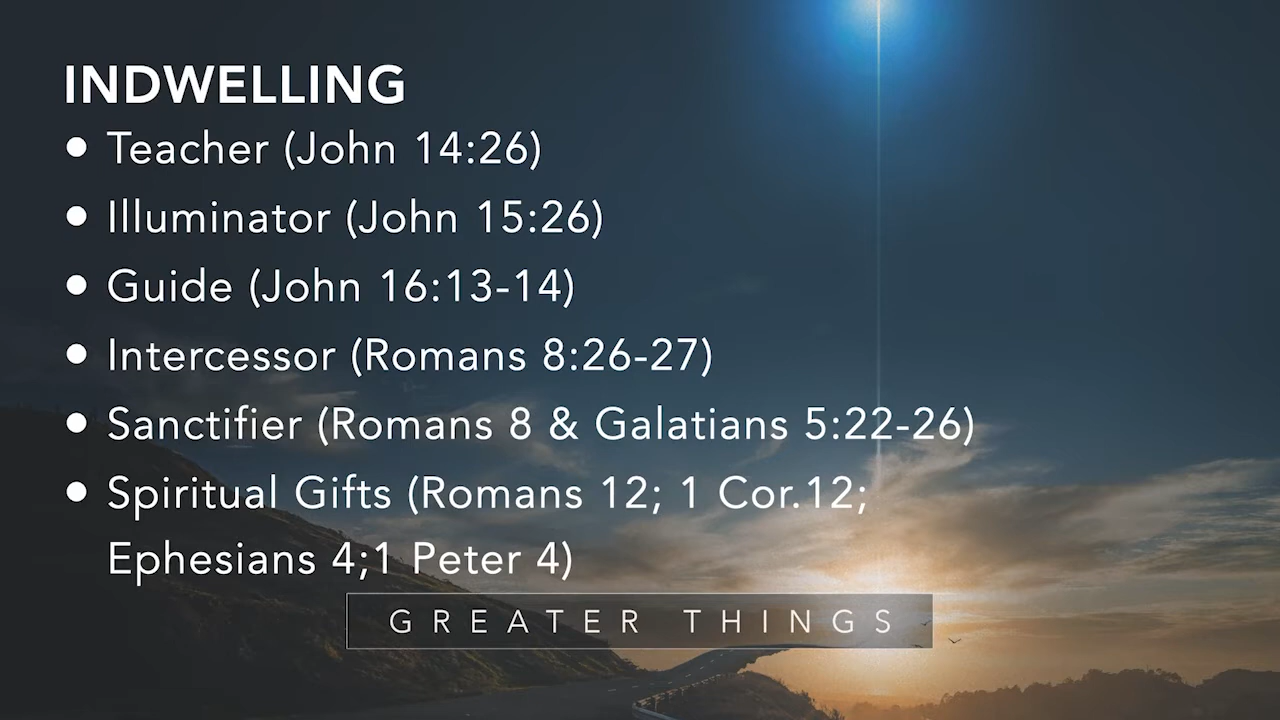 INDWELLING
• Teacher (John 14:26)
• Illuminator (John 15:26)
• Guide (John 16:13-14)
• Intercessor (Romans 8:26-27)
• Sanctifier (Romans 8 & Galatians 5:22-26)
• Spiritual Gifts (Romans 12; 1 Cor.12;
Ephesians 4;1 Peter 4)
GREATER THINGS